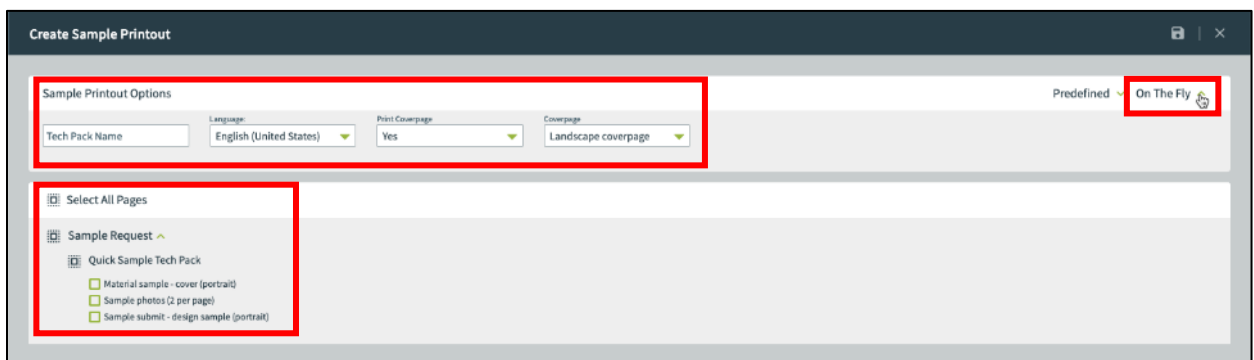 Create Sample Printout
Sample Printout Options
Predefined
On The Fly
Language:
Print Coverpage
Coverpage
Tech Pack Name
English (United States)
Yes
Landscape coverpage
Select All Pages
Sample Request
Quick Sample Tech Pack
Material sample - cover (portrait)
Sample photos (2 per page)
Sample submit - design sample (portrait)